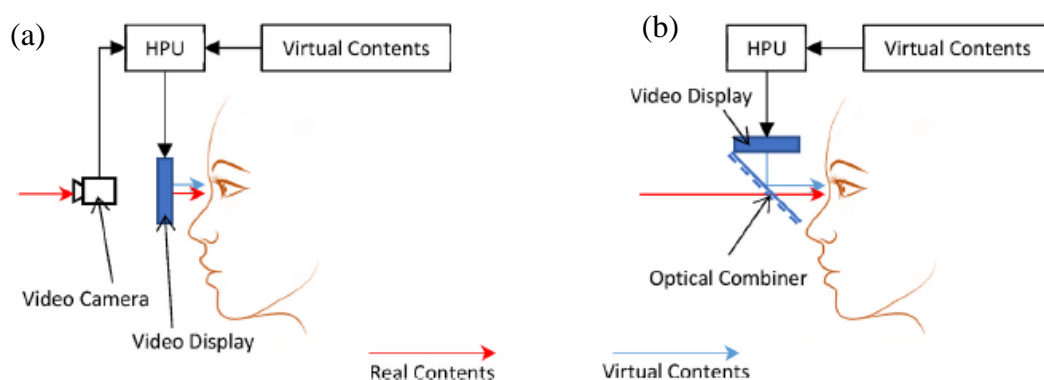 (a)
HPU
Virtual Contents
Video Camera
Video Display
Real Contents
(b)
HPU
Virtual Contents
Video Display
Optical Combiner
Virtual Contents